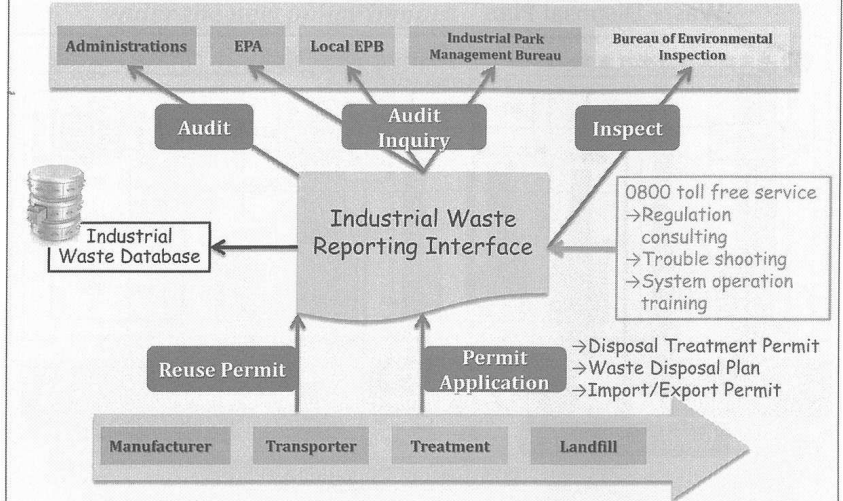 Administrations
EPA
Local EPB
Industrial Park
Management Bureau
Bureau of Environmental
Inspection
Audit
Audit
Inquiry
Inspect
Industrial Waste
Reporting Interface
Industrial
Waste Database
0800 toll free service
→Regulation
consulting
→Trouble shooting
→System operation
training
Reuse Permit
Permit
Application
→Disposal Treatment Permit
→Waste Disposal Plan
→Import/Export Permit
Manufacturer
Transporter
Treatment
Landfill